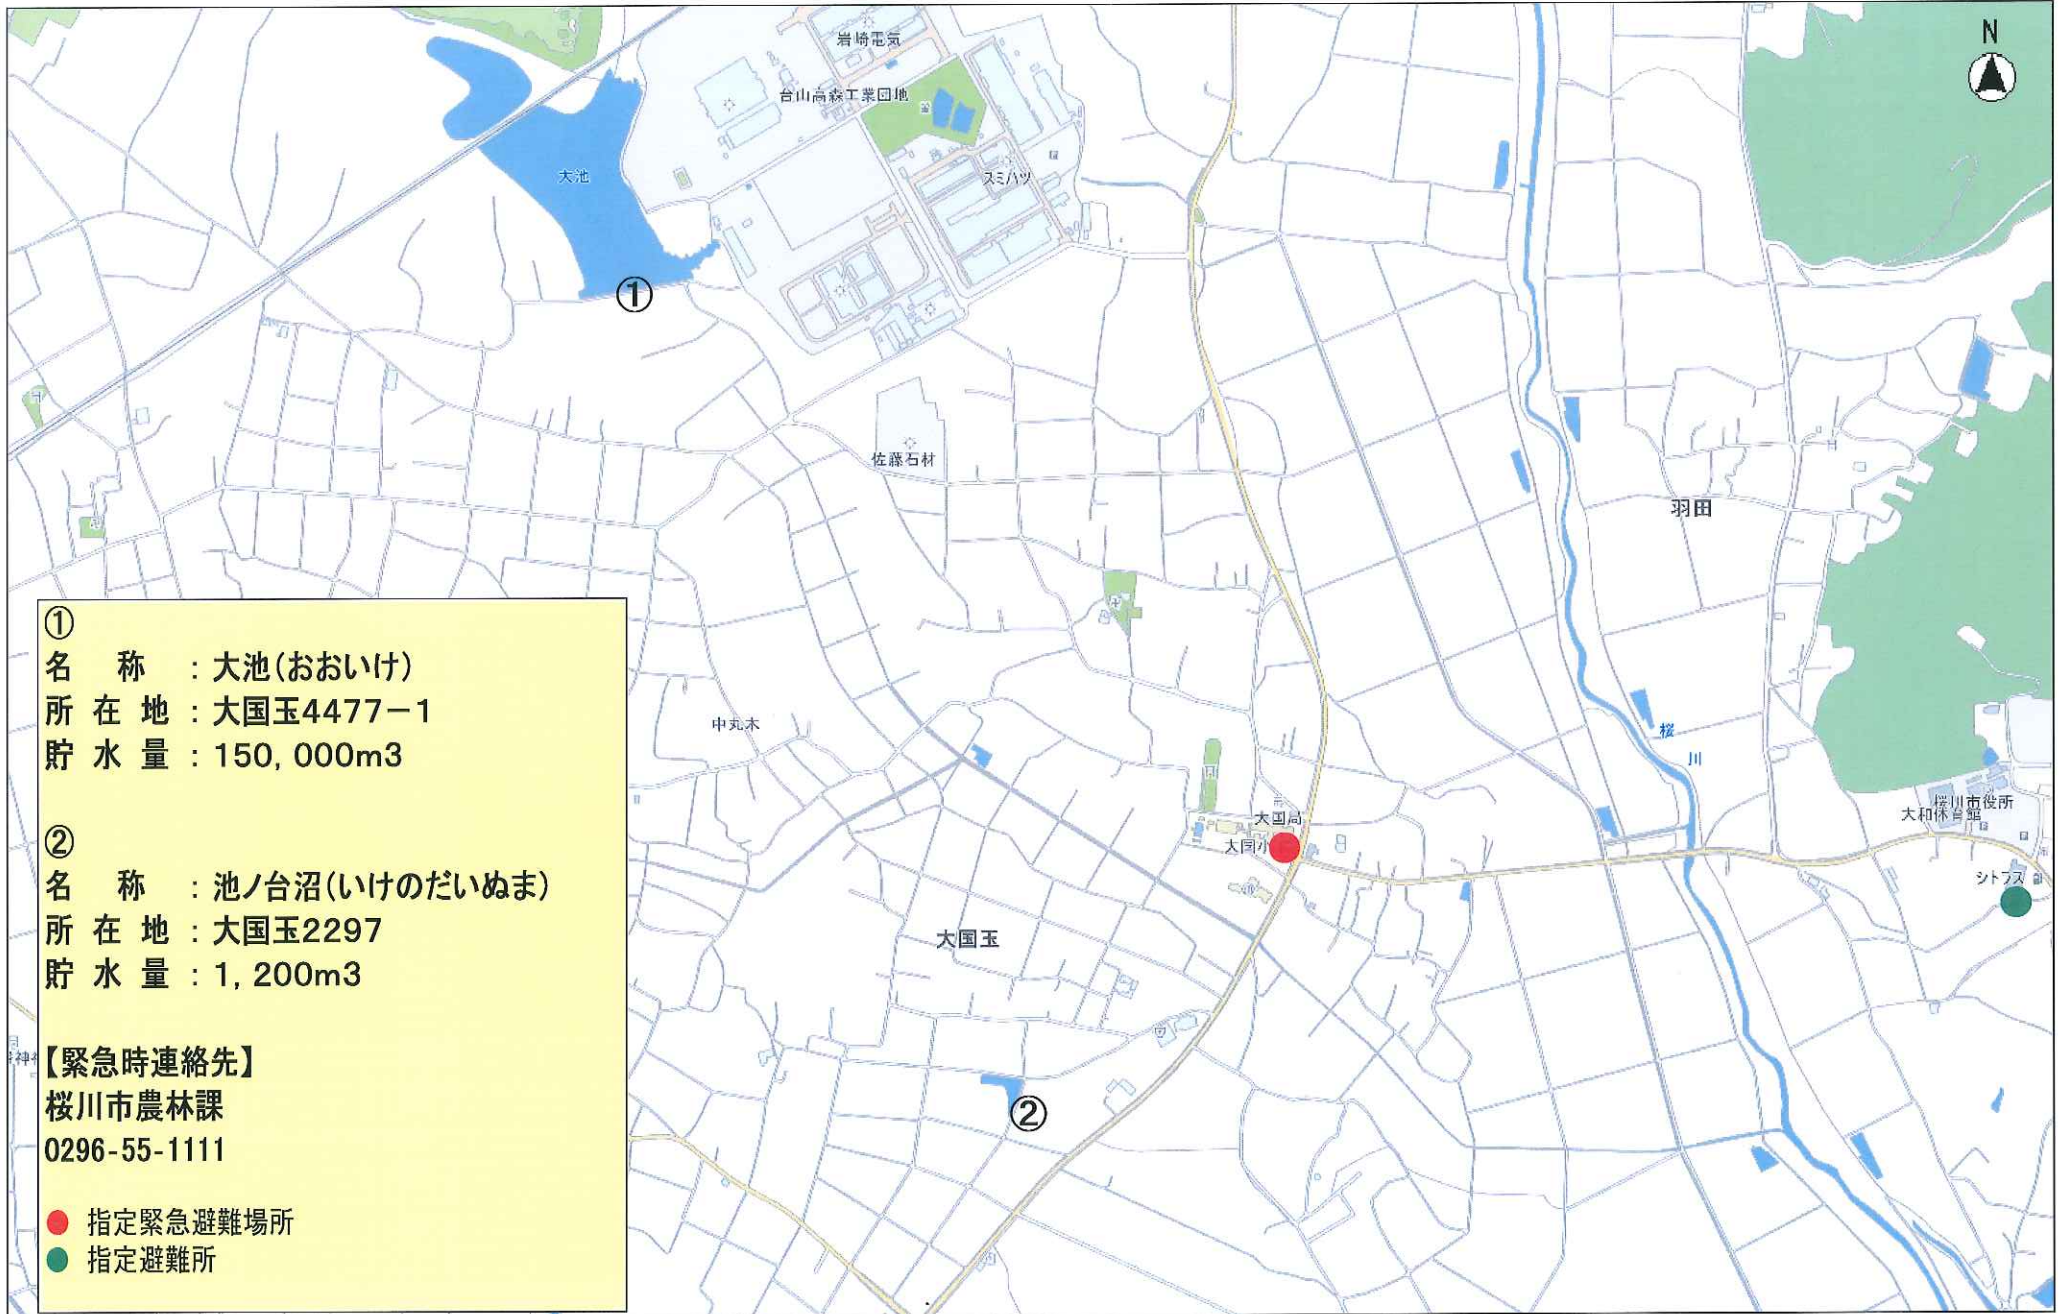 N
岩崎電気
台山高森工業団地
大池
スミハツ
①
佐藤石材
羽田
①
名 称 : 大池(おおいけ)
所 在 地 : 大国玉4477-1
貯 水 量 : 150,000m3
②
名 称 : 池ノ台沼(いけのだいぬま)
所 在 地 : 大国玉2297
貯 水 量 : 1,200m3
【緊急時連絡先】
桜川市農林課
0296-55-1111
指定緊急避難場所
指定避難所
中丸木
桜
川
大国局
大国小
桜川市役所
大和体育館
シトラス
大国玉
②